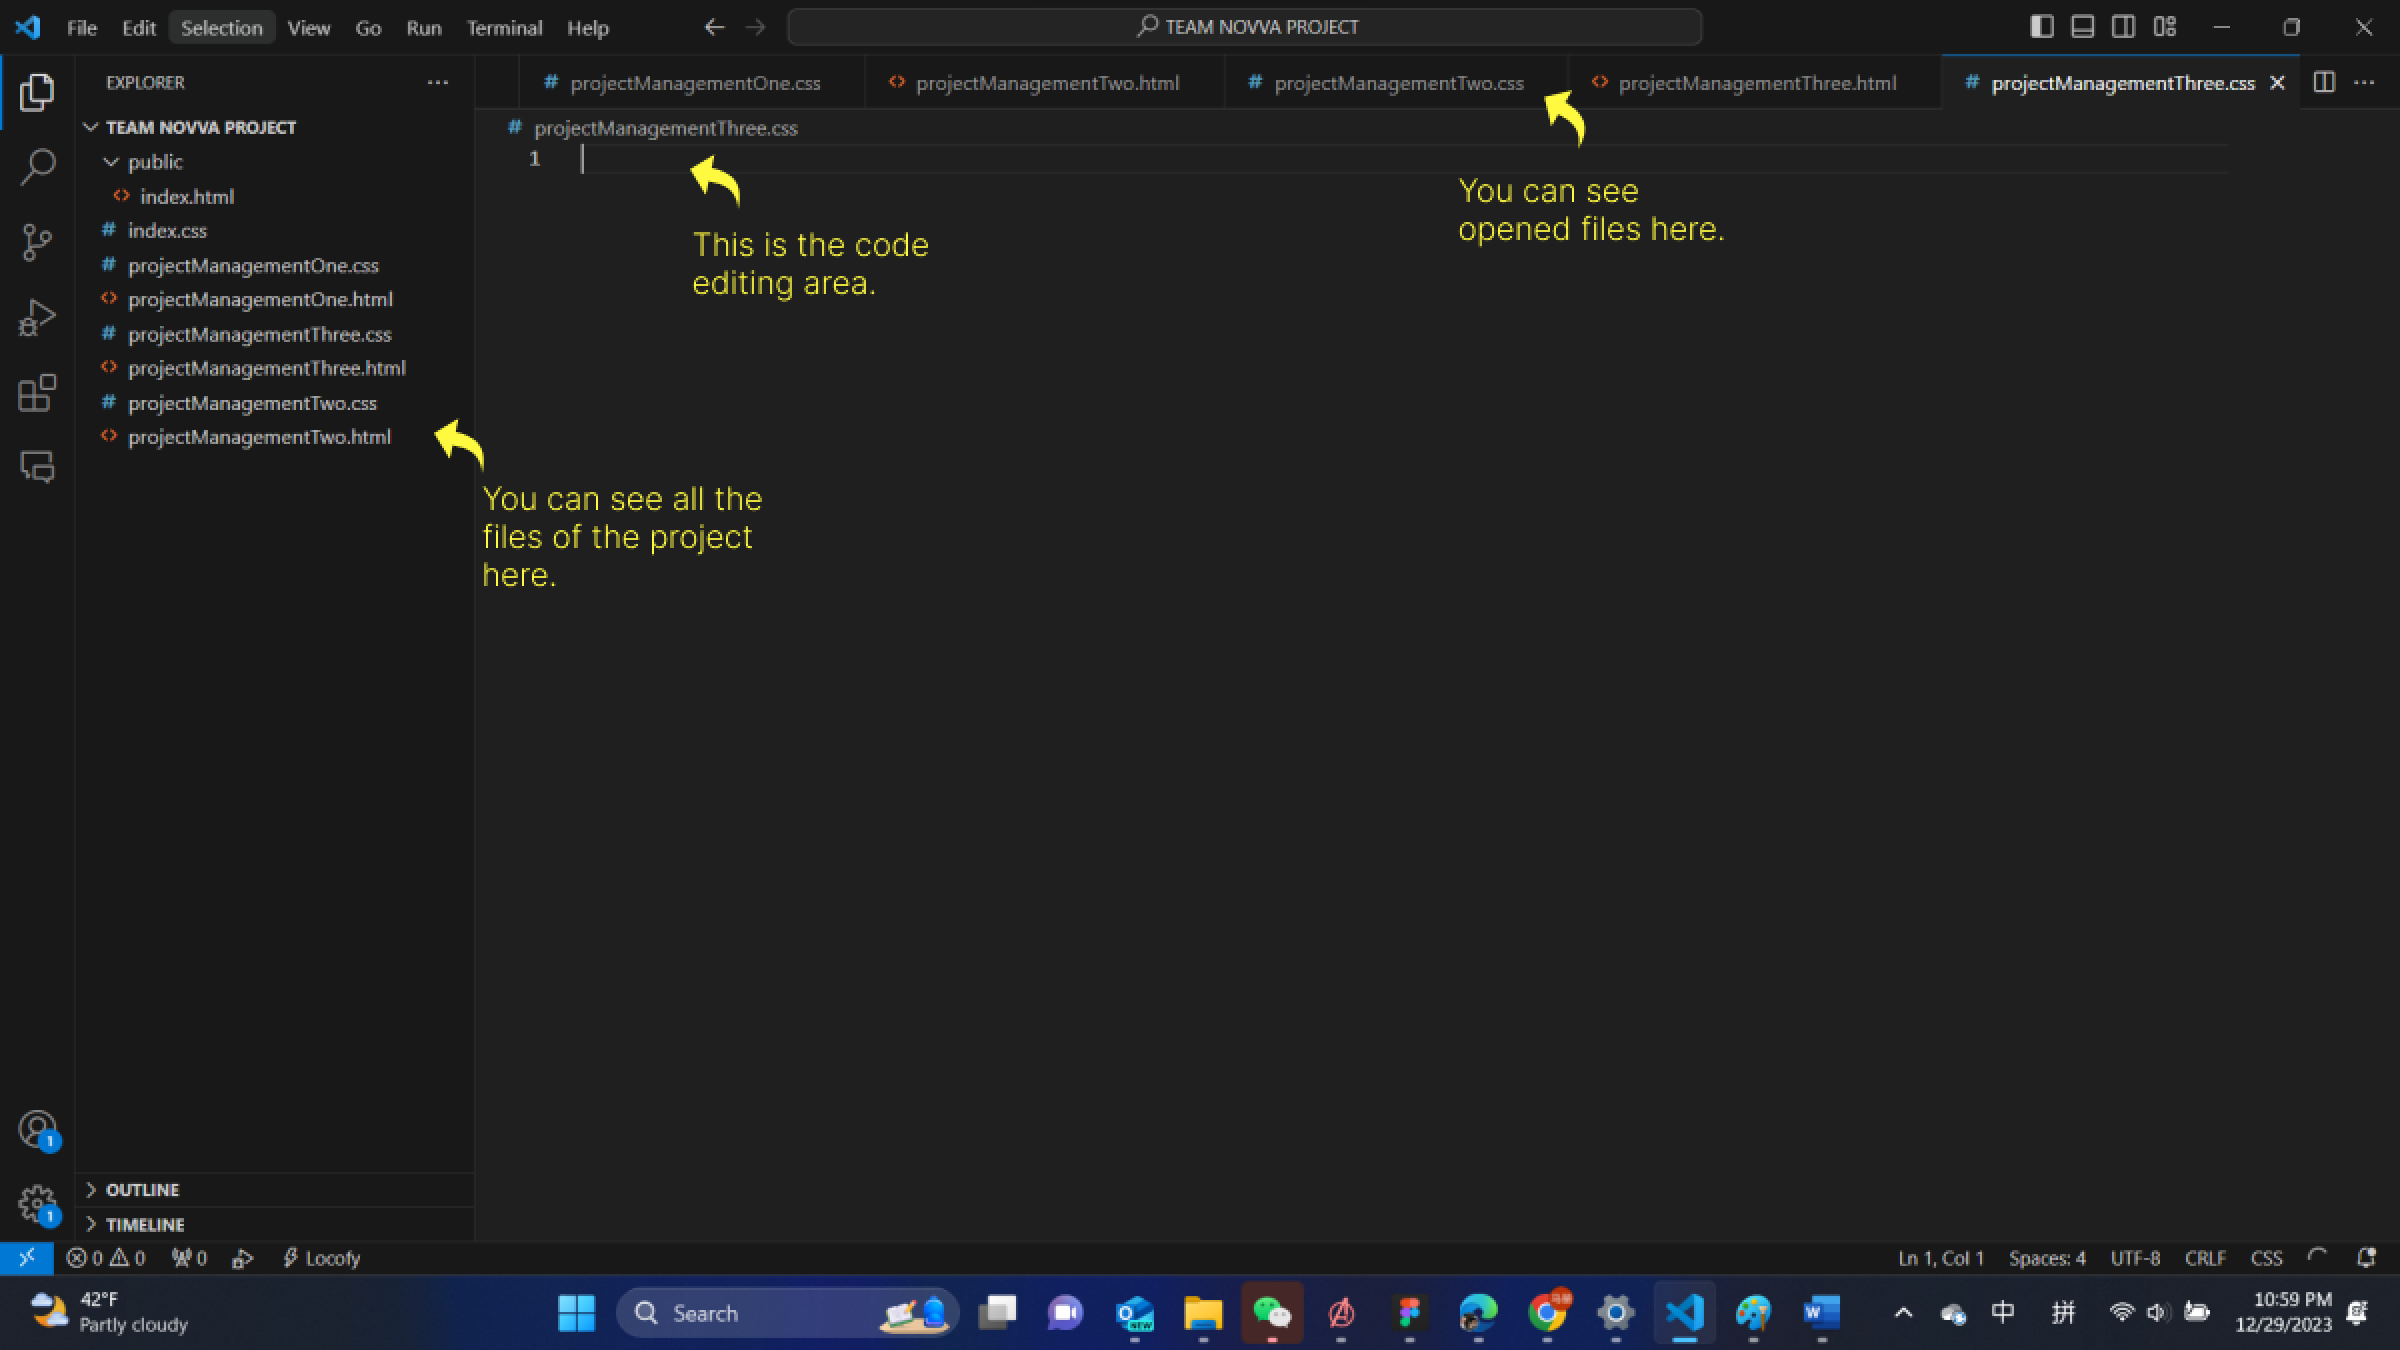 File Edit Selection View Go Run Terminal Help
TEAM NOVVA PROJECT
EXPLORER
projectManagementOne.css
projectManagementTwo.html
projectManagementTwo.css
projectManagementThree.html
projectManagementThree.css
TEAM NOVVA PROJECT
public
index.html
index.css
projectManagementOne.css
projectManagementOne.html
projectManagementThree.css
projectManagementThree.html
projectManagementTwo.css
projectManagementTwo.html
projectManagementThree.css
1
This is the code
editing area.
You can see
opened files here.
You can see all the
files of the project
here.
1
1
OUTLINE
TIMELINE
0 0 0 Locofy
Ln 1, Col 1 Spaces: 4 UTF-8 CRLF CSS
42°F
Partly cloudy
Search
NEW
中 拼
10:59 PM
12/29/2023